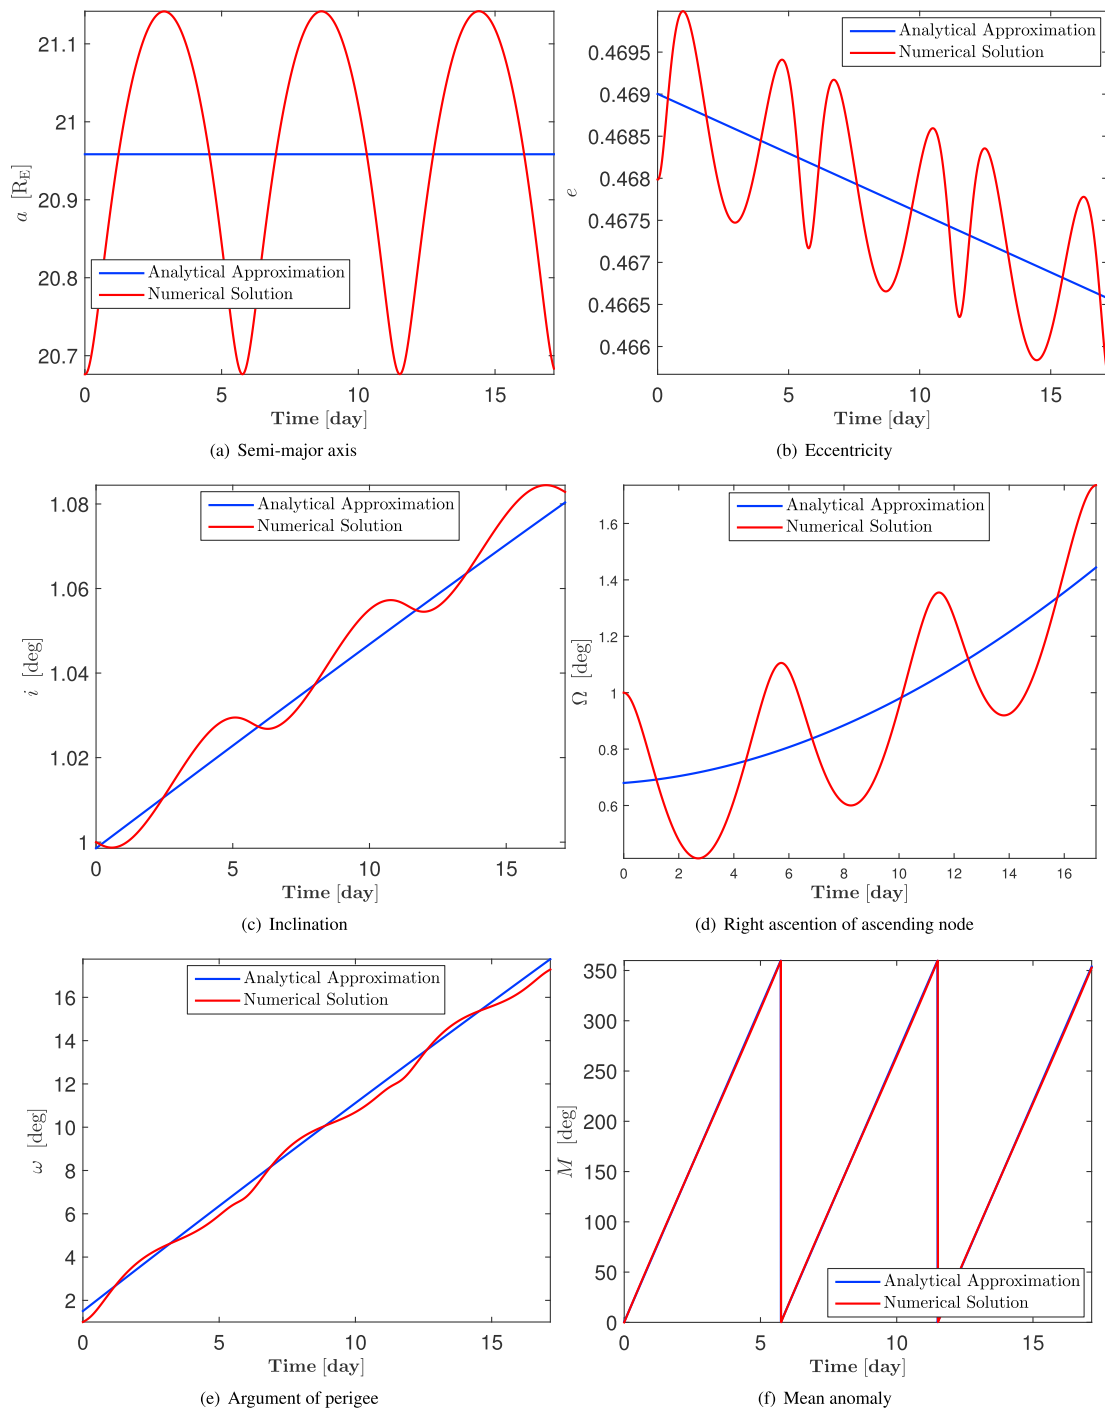 21.1
21
20.9
20.8
20.7
a [R_E]
Analytical Approximation
Numerical Solution
0 5 10 15
Time [day]
(a) Semi-major axis
0.4695
0.469
0.4685
0.468
0.4675
0.467
0.4665
0.466
e
Analytical Approximation
Numerical Solution
0 5 10 15
Time [day]
(b) Eccentricity
1.08
1.06
1.04
1.02
1
i [deg]
Analytical Approximation
Numerical Solution
0 5 10 15
Time [day]
(c) Inclination
1.6
1.4
1.2
1
0.8
0.6
Ω [deg]
Analytical Approximation
Numerical Solution
0 2 4 6 8 10 12 14 16
Time [day]
(d) Right ascention of ascending node
16
14
12
10
8
6
4
2
ω [deg]
Analytical Approximation
Numerical Solution
0 5 10 15
Time [day]
(e) Argument of perigee
350
300
250
200
150
100
50
0
M [deg]
Analytical Approximation
Numerical Solution
0 5 10 15
Time [day]
(f) Mean anomaly